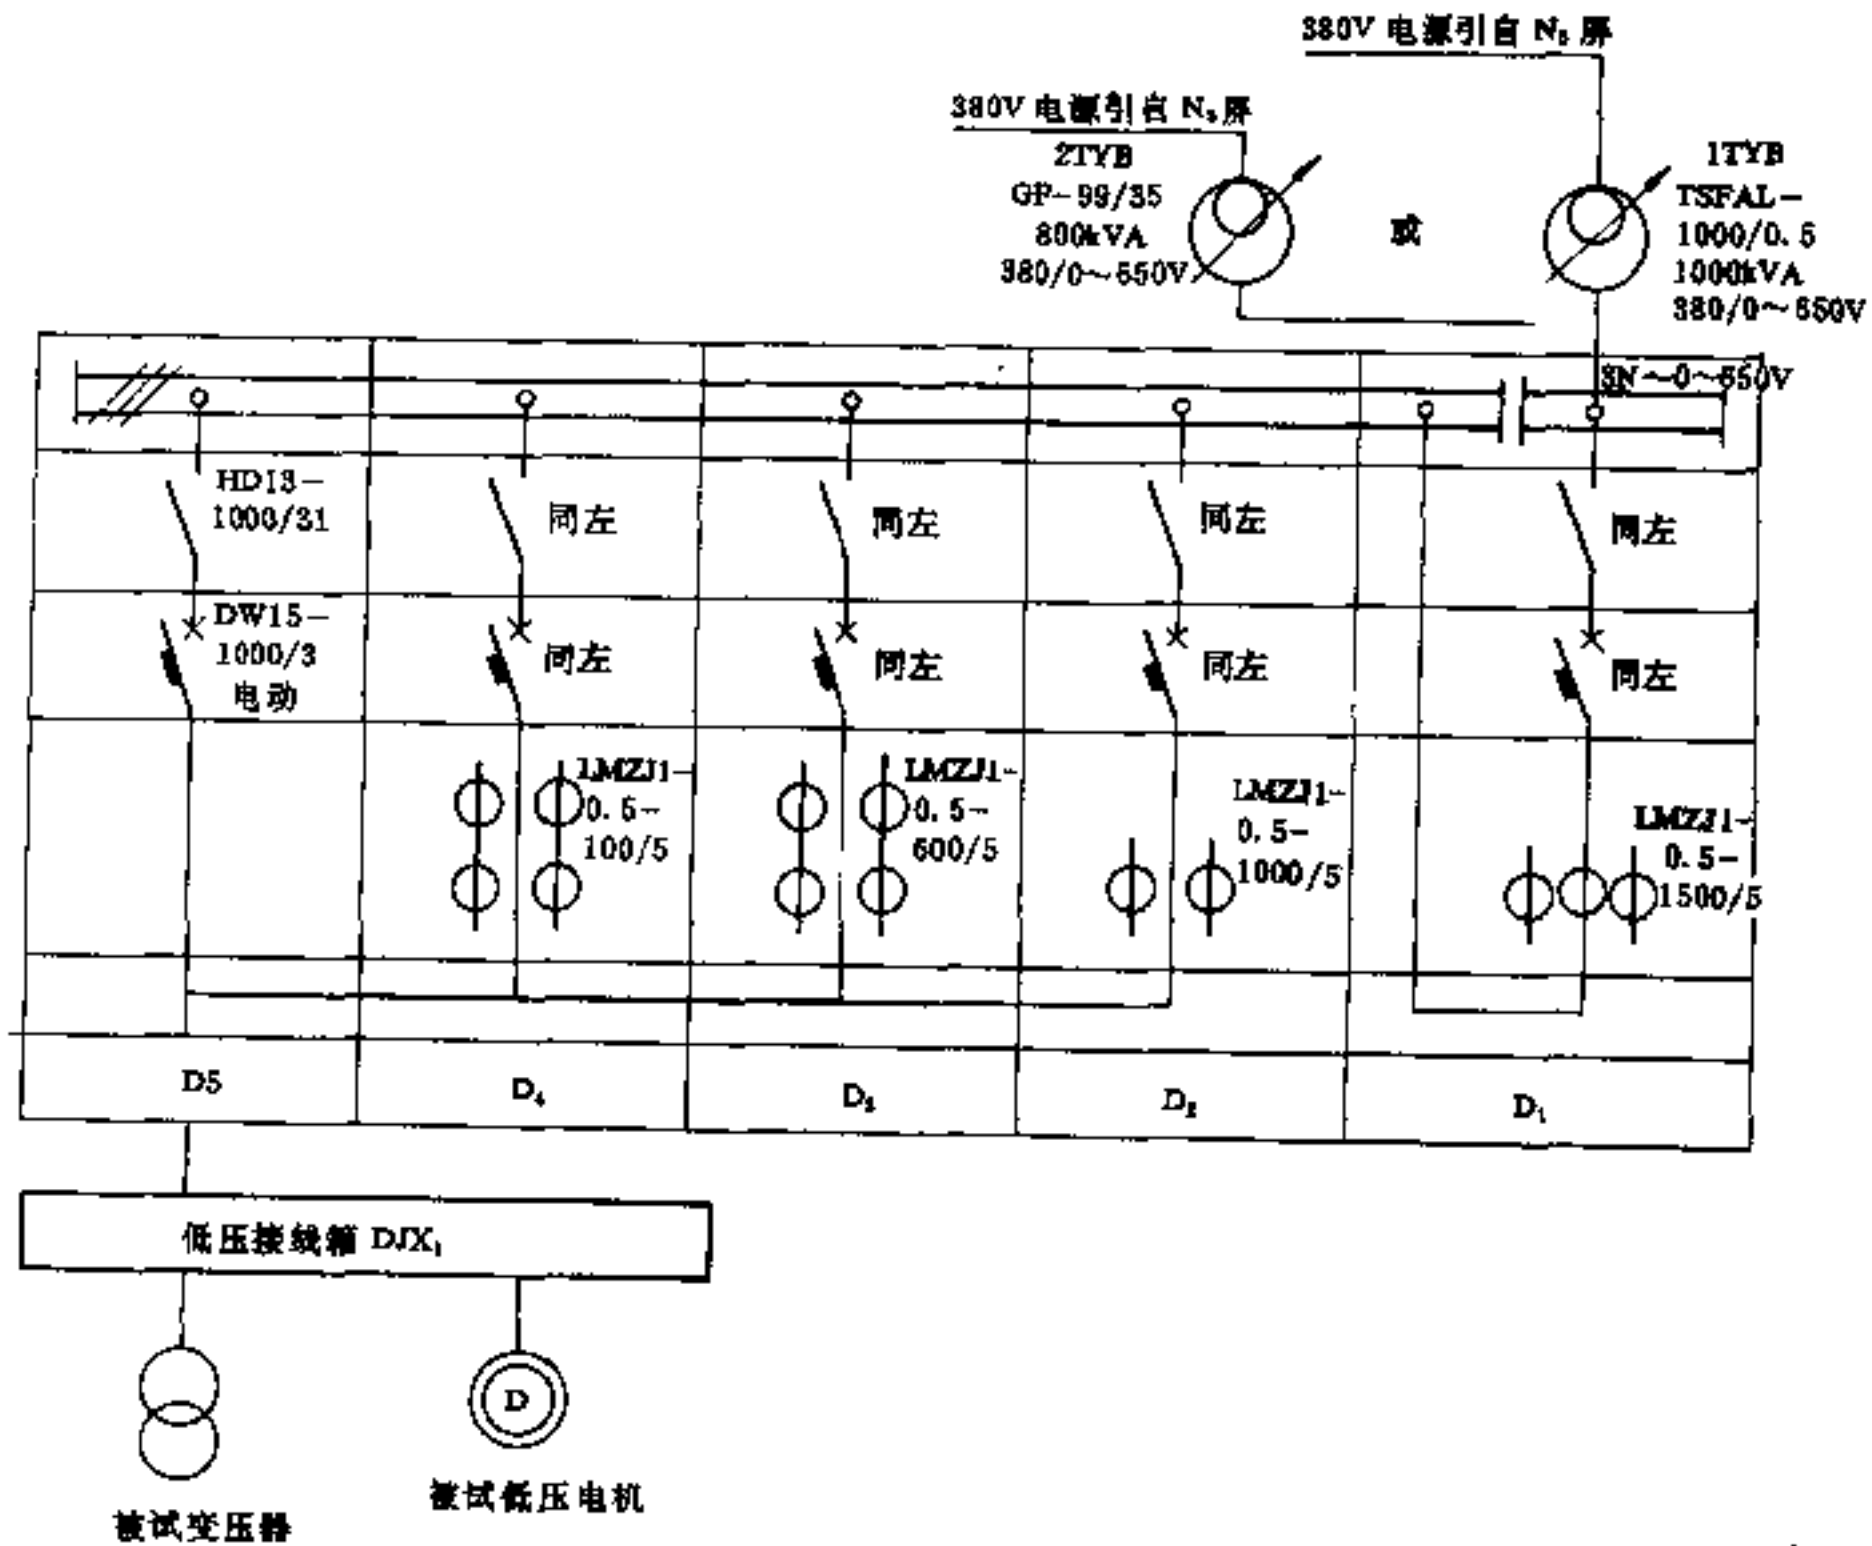 380V 电源引自 N₅ 屏
380V 电源引自 N₅ 屏
2TYB
GP-99/35
800kVA
380/0～650V
或
1TYB
TSFAL-
1000/0.5
1000kVA
380/0～650V
3N～0～650V
HD13-
1000/31
同左
同左
同左
同左
DW15-
1000/3
电动
同左
同左
同左
同左
LMZJ1-
0.5-
100/5
LMZJ1-
0.5-
600/5
LMZJ1-
0.5-
1000/5
LMZJ1-
0.5-
1500/5
D5
D₄
D₃
D₂
D₁
低压接线箱 DJX₁
D
被试低压电机
被试变压器